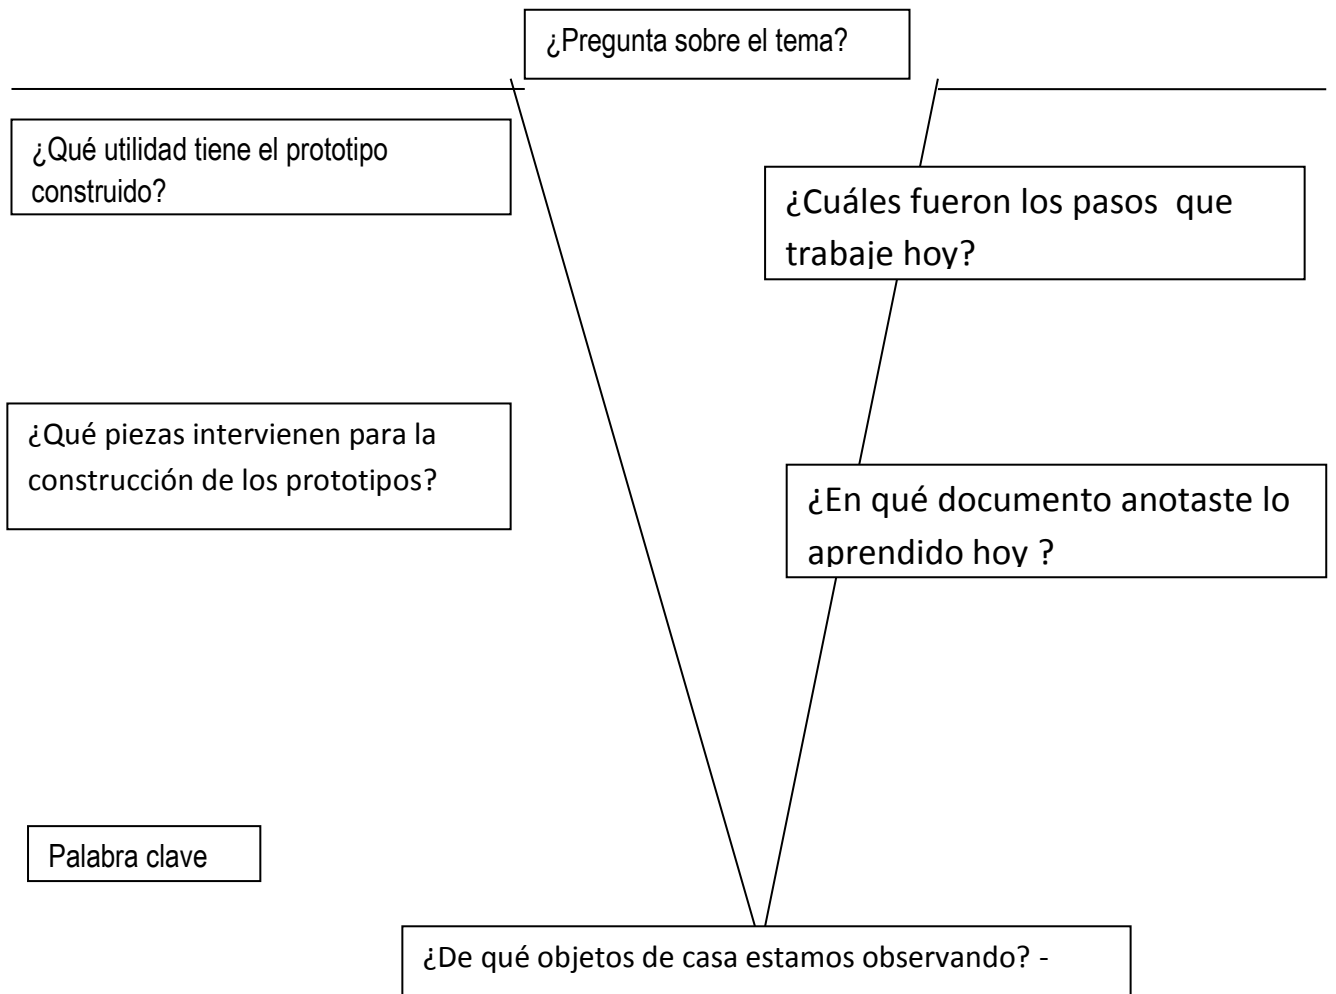 ¿Pregunta sobre el tema?
¿Qué utilidad tiene el prototipo
construido?
¿Cuáles fueron los pasos  que
trabaje hoy?
¿Qué piezas intervienen para la
construcción de los prototipos?
¿En qué documento anotaste lo
aprendido hoy ?
Palabra clave
¿De qué objetos de casa estamos observando? -